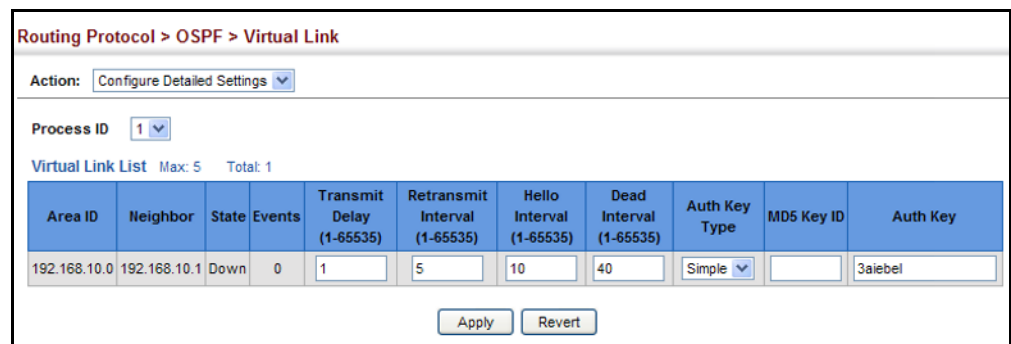 Routing Protocol > OSPF > Virtual Link
Action: Configure Detailed Settings
Process ID 1
Virtual Link List Max: 5 Total: 1
Area ID Neighbor State Events Transmit Delay (1-65535) Retransmit Interval (1-65535) Hello Interval (1-65535) Dead Interval (1-65535) Auth Key Type MD5 Key ID Auth Key
192.168.10.0 192.168.10.1 Down 0 1 5 10 40 Simple 3aiebel
Apply Revert